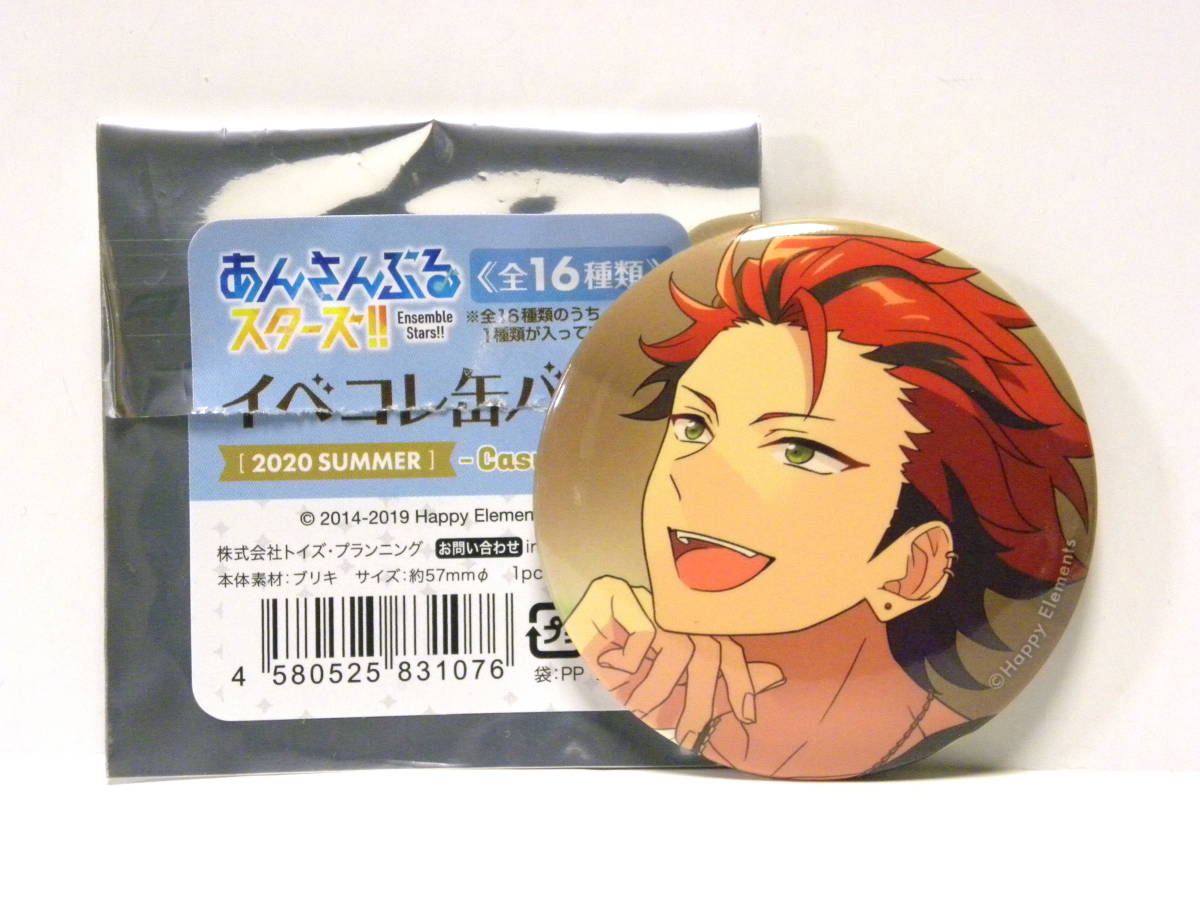 あんさんぶる
スターズ!!
Ensemble
Stars!!
《全16種類》
※全16種類のうち
1種類が入って
イベコレ缶バ
[ 2020 SUMMER ]
- Cas
© 2014-2019 Happy Elemen
株式会社トイズ・プランニング お問い合わせ in
本体素材:ブリキ サイズ:約57mmφ 1pc
プ
4 580525 831076
袋:PP
©Happy Elements